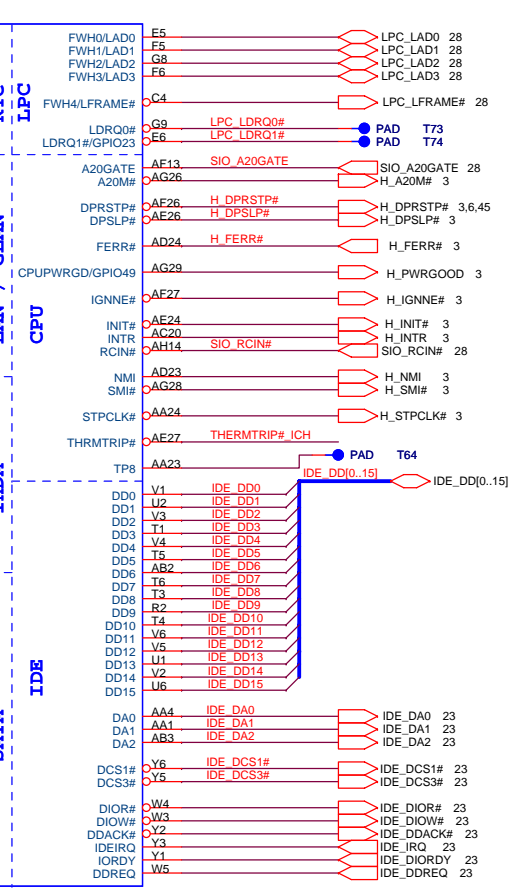 LPC
CPU
IDE
FWH0/LAD0 E5 LPC_LAD0 28
FWH1/LAD1 F5 LPC_LAD1 28
FWH2/LAD2 G8 LPC_LAD2 28
FWH3/LAD3 F6 LPC_LAD3 28
FWH4/LFRAME# C4 LPC_LFRAME# 28
LDRQ0# G9 LPC_LDRQ0# PAD T73
LDRQ1#/GPIO23 E6 LPC_LDRQ1# PAD T74
A20GATE AF13 SIO_A20GATE SIO_A20GATE 28
A20M# AG26 H_A20M# 3
DPRSTP# AF26 H_DPRSTP# H_DPRSTP# 3,6,45
DPSLP# AE26 H_DPSLP# H_DPSLP# 3
FERR# AD24 H_FERR# H_FERR# 3
CPUPWRGD/GPIO49 AG29 H_PWRGOOD 3
IGNNE# AF27 H_IGNNE# 3
INIT# AE24 H_INIT# 3
INTR AC20 H_INTR 3
RCIN# AH14 SIO_RCIN# SIO_RCIN# 28
NMI AD23 H_NMI 3
SMI# AG28 H_SMI# 3
STPCLK# AA24 H_STPCLK# 3
THRMTRIP# AE27 THERMTRIP#_ICH
TP8 AA23 PAD T64
IDE_DD[0..15] IDE_DD[0..15]
DD0 V1 IDE_DD0
DD1 U2 IDE_DD1
DD2 V3 IDE_DD2
DD3 T1 IDE_DD3
DD4 V4 IDE_DD4
DD5 T5 IDE_DD5
DD6 AB2 IDE_DD6
DD7 T6 IDE_DD7
DD8 T3 IDE_DD8
DD9 R2 IDE_DD9
DD10 T4 IDE_DD10
DD11 V6 IDE_DD11
DD12 V5 IDE_DD12
DD13 U1 IDE_DD13
DD14 V2 IDE_DD14
DD15 U6 IDE_DD15
DA0 AA4 IDE_DA0 IDE_DA0 23
DA1 AA1 IDE_DA1 IDE_DA1 23
DA2 AB3 IDE_DA2 IDE_DA2 23
DCS1# Y6 IDE_DCS1# IDE_DCS1# 23
DCS3# Y5 IDE_DCS3# IDE_DCS3# 23
DIOR# W4 IDE_DIOR# 23
DIOW# W3 IDE_DIOW# 23
DDACK# Y2 IDE_DDACK# 23
IDEIRQ Y3 IDE_IRQ 23
IORDY Y1 IDE_DIORDY 23
DDREQ W5 IDE_DDREQ 23